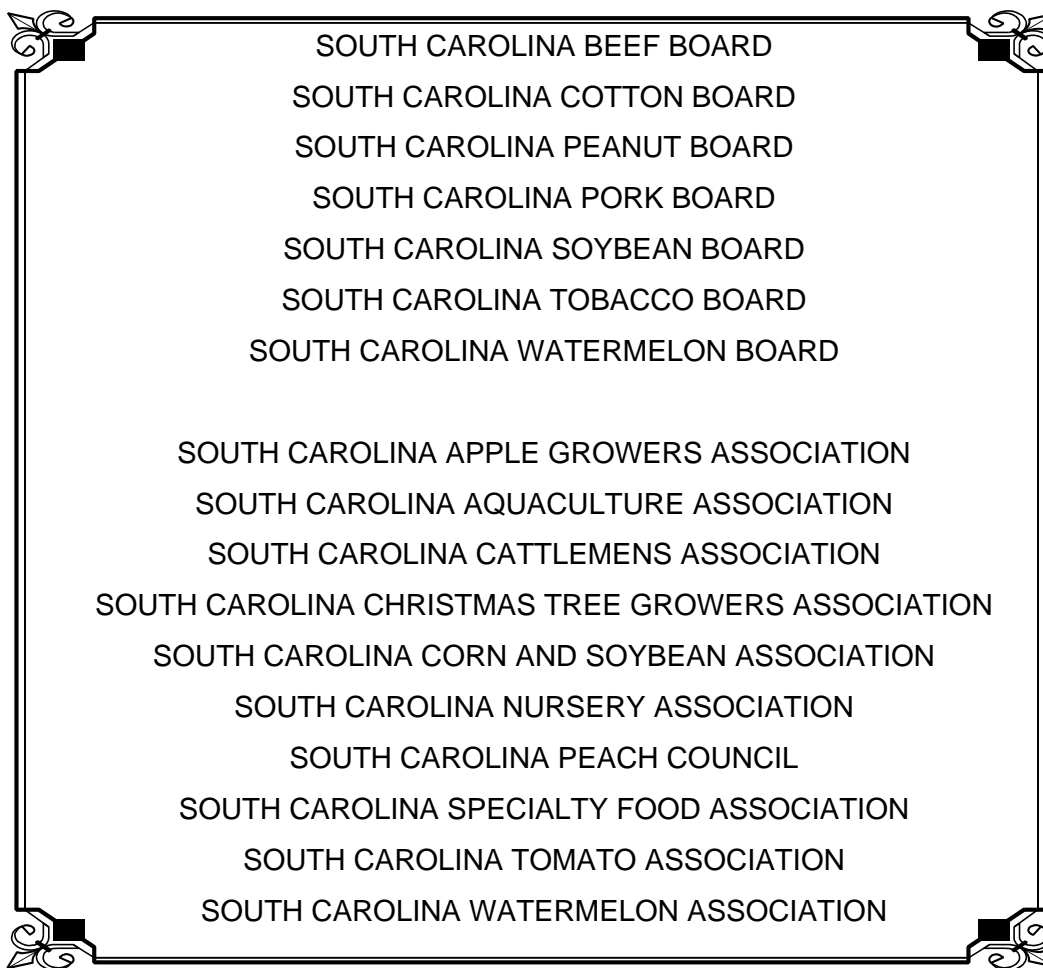 SOUTH CAROLINA BEEF BOARD
SOUTH CAROLINA COTTON BOARD
SOUTH CAROLINA PEANUT BOARD
SOUTH CAROLINA PORK BOARD
SOUTH CAROLINA SOYBEAN BOARD
SOUTH CAROLINA TOBACCO BOARD
SOUTH CAROLINA WATERMELON BOARD
SOUTH CAROLINA APPLE GROWERS ASSOCIATION
SOUTH CAROLINA AQUACULTURE ASSOCIATION
SOUTH CAROLINA CATTLEMENS ASSOCIATION
SOUTH CAROLINA CHRISTMAS TREE GROWERS ASSOCIATION
SOUTH CAROLINA CORN AND SOYBEAN ASSOCIATION
SOUTH CAROLINA NURSERY ASSOCIATION
SOUTH CAROLINA PEACH COUNCIL
SOUTH CAROLINA SPECIALTY FOOD ASSOCIATION
SOUTH CAROLINA TOMATO ASSOCIATION
SOUTH CAROLINA WATERMELON ASSOCIATION